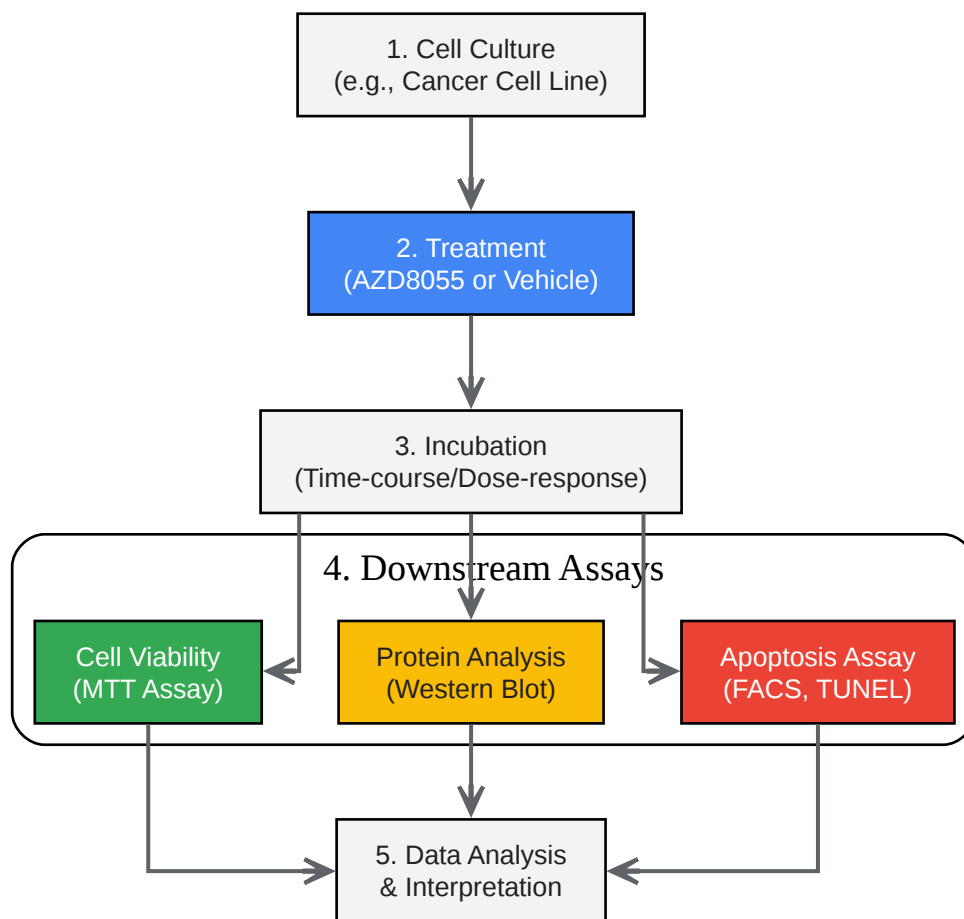 1. Cell Culture
(e.g., Cancer Cell Line)
2. Treatment
(AZD8055 or Vehicle)
3. Incubation
(Time-course/Dose-response)
4. Downstream Assays
Cell Viability
(MTT Assay)
Protein Analysis
(Western Blot)
Apoptosis Assay
(FACS, TUNEL)
5. Data Analysis
& Interpretation